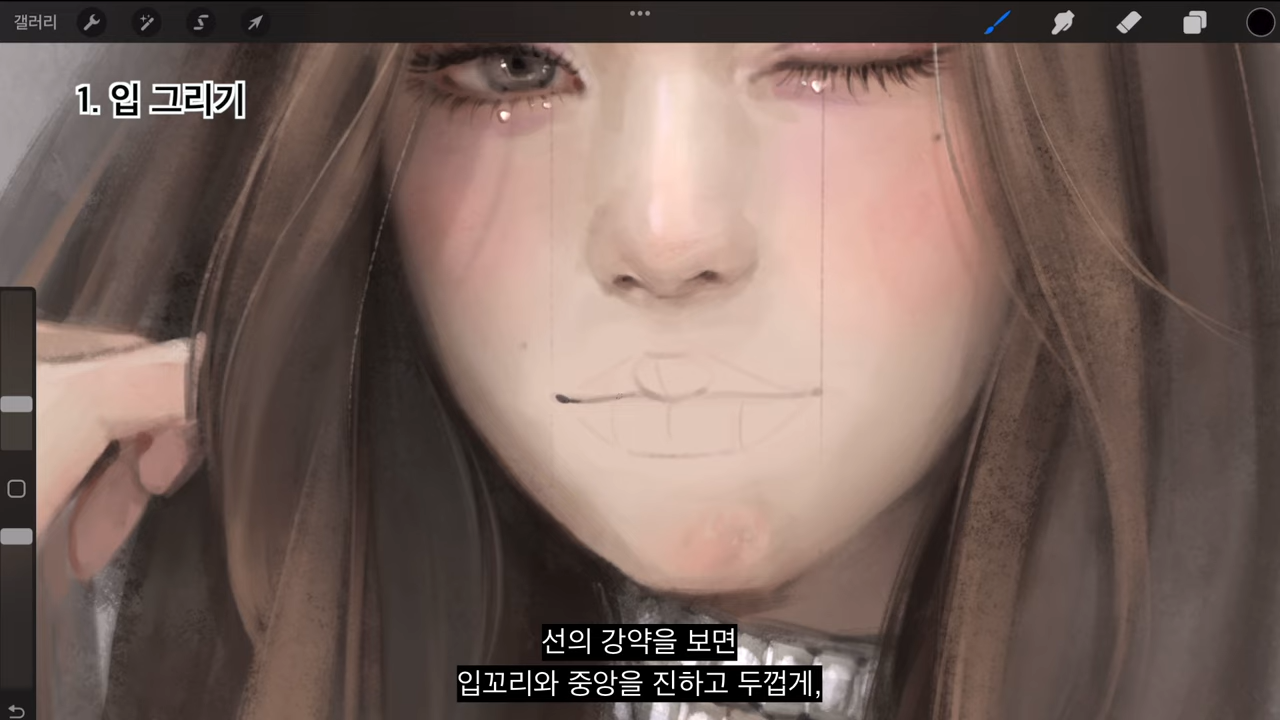 갤러리
1. 입 그리기
선의 강약을 보면
입꼬리와 중앙을 진하고 두껍게,